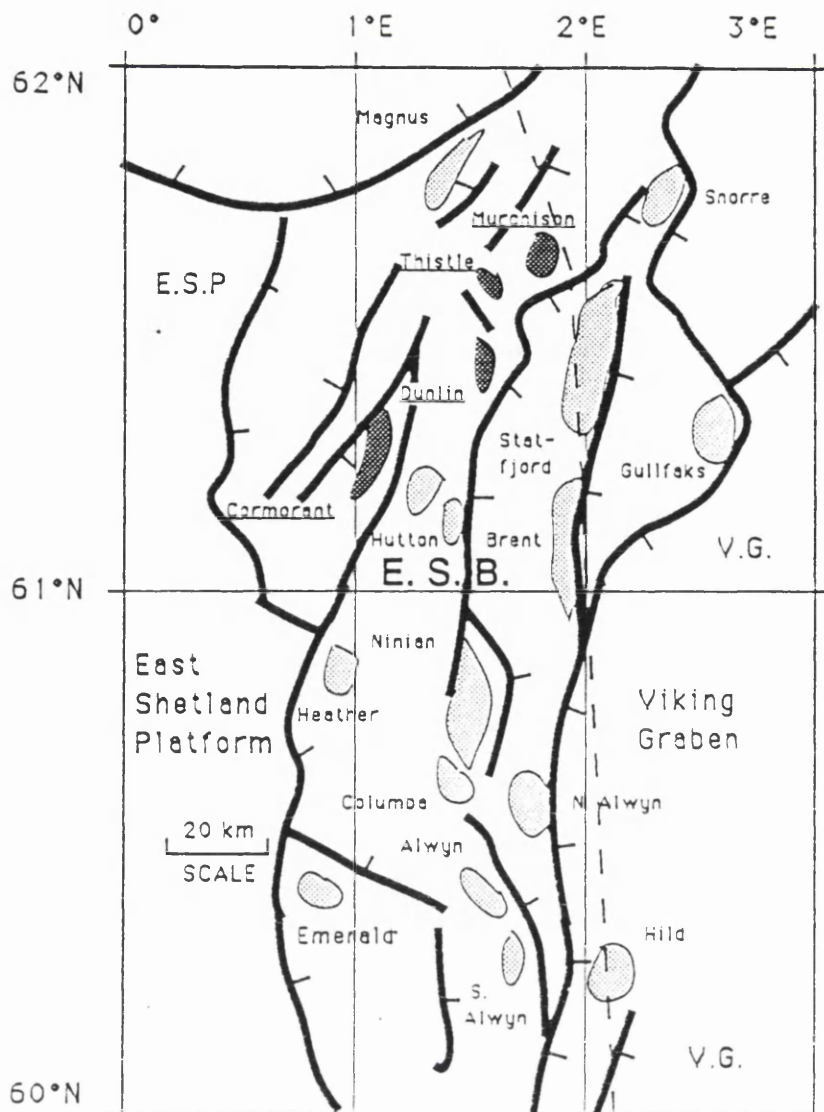 0° 1°E 2°E 3°E
62°N
Magnus
Snorre
Murchison
Thistle
E.S.P
Dunlin
Stat-
fjord
Gullfaks
Cormorant
Hutton
Brent
V.G.
E. S. B.
61°N
Ninian
East
Shetland
Platform
Heather
Viking
Graben
Columba
N. Alwyn
20 km
SCALE
Alwyn
Emerald
Hild
S.
Alwyn
V.G.
60°N